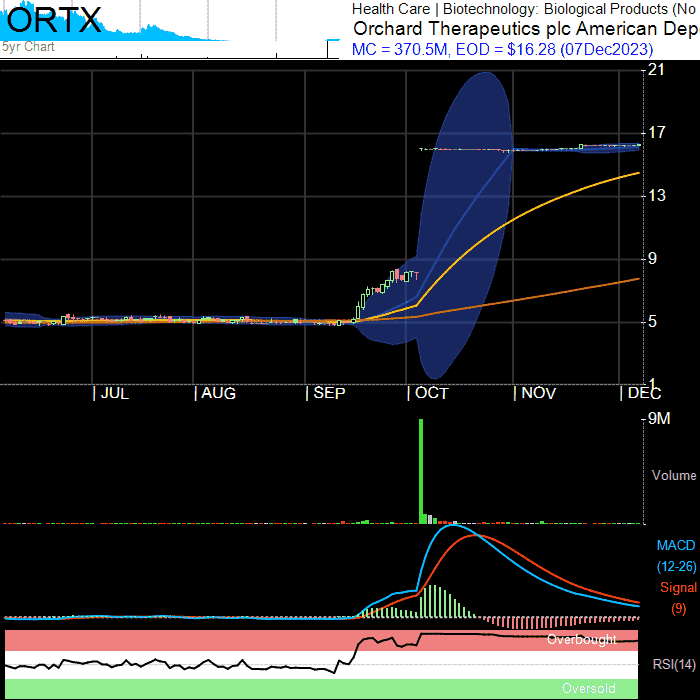 ORTX
5yr Chart
Health Care | Biotechnology: Biological Products (No
Orchard Therapeutics plc American Dep
MC = 370.5M, EOD = $16.28 (07Dec2023)
21
17
13
9
5
1
| JUL | AUG | SEP | OCT | NOV | DEC
9M
Volume
MACD
(12-26)
Signal
(9)
Overbought
RSI(14)
Oversold